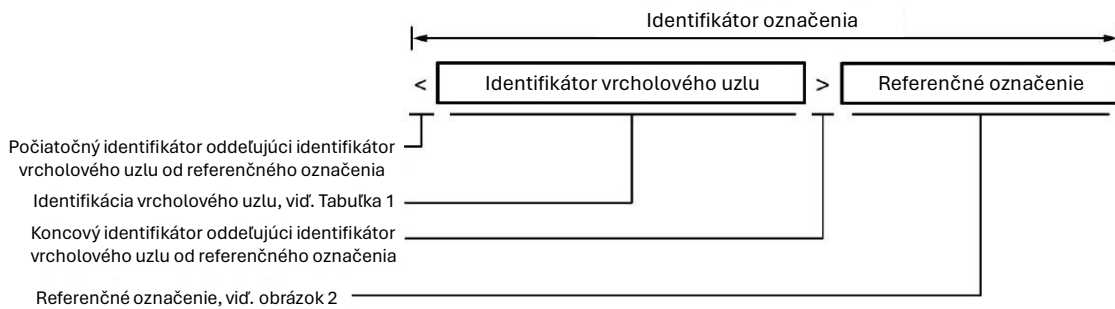 Identifikátor označenia
< Identifikátor vrcholového uzlu > Referenčné označenie
Počiatočný identifikátor oddeľujúci identifikátor
vrcholového uzlu od referenčného označenia
Identifikácia vrcholového uzlu, viď. Tabuľka 1
Koncový identifikátor oddeľujúci identifikátor
vrcholového uzlu od referenčného označenia
Referenčné označenie, viď. obrázok 2